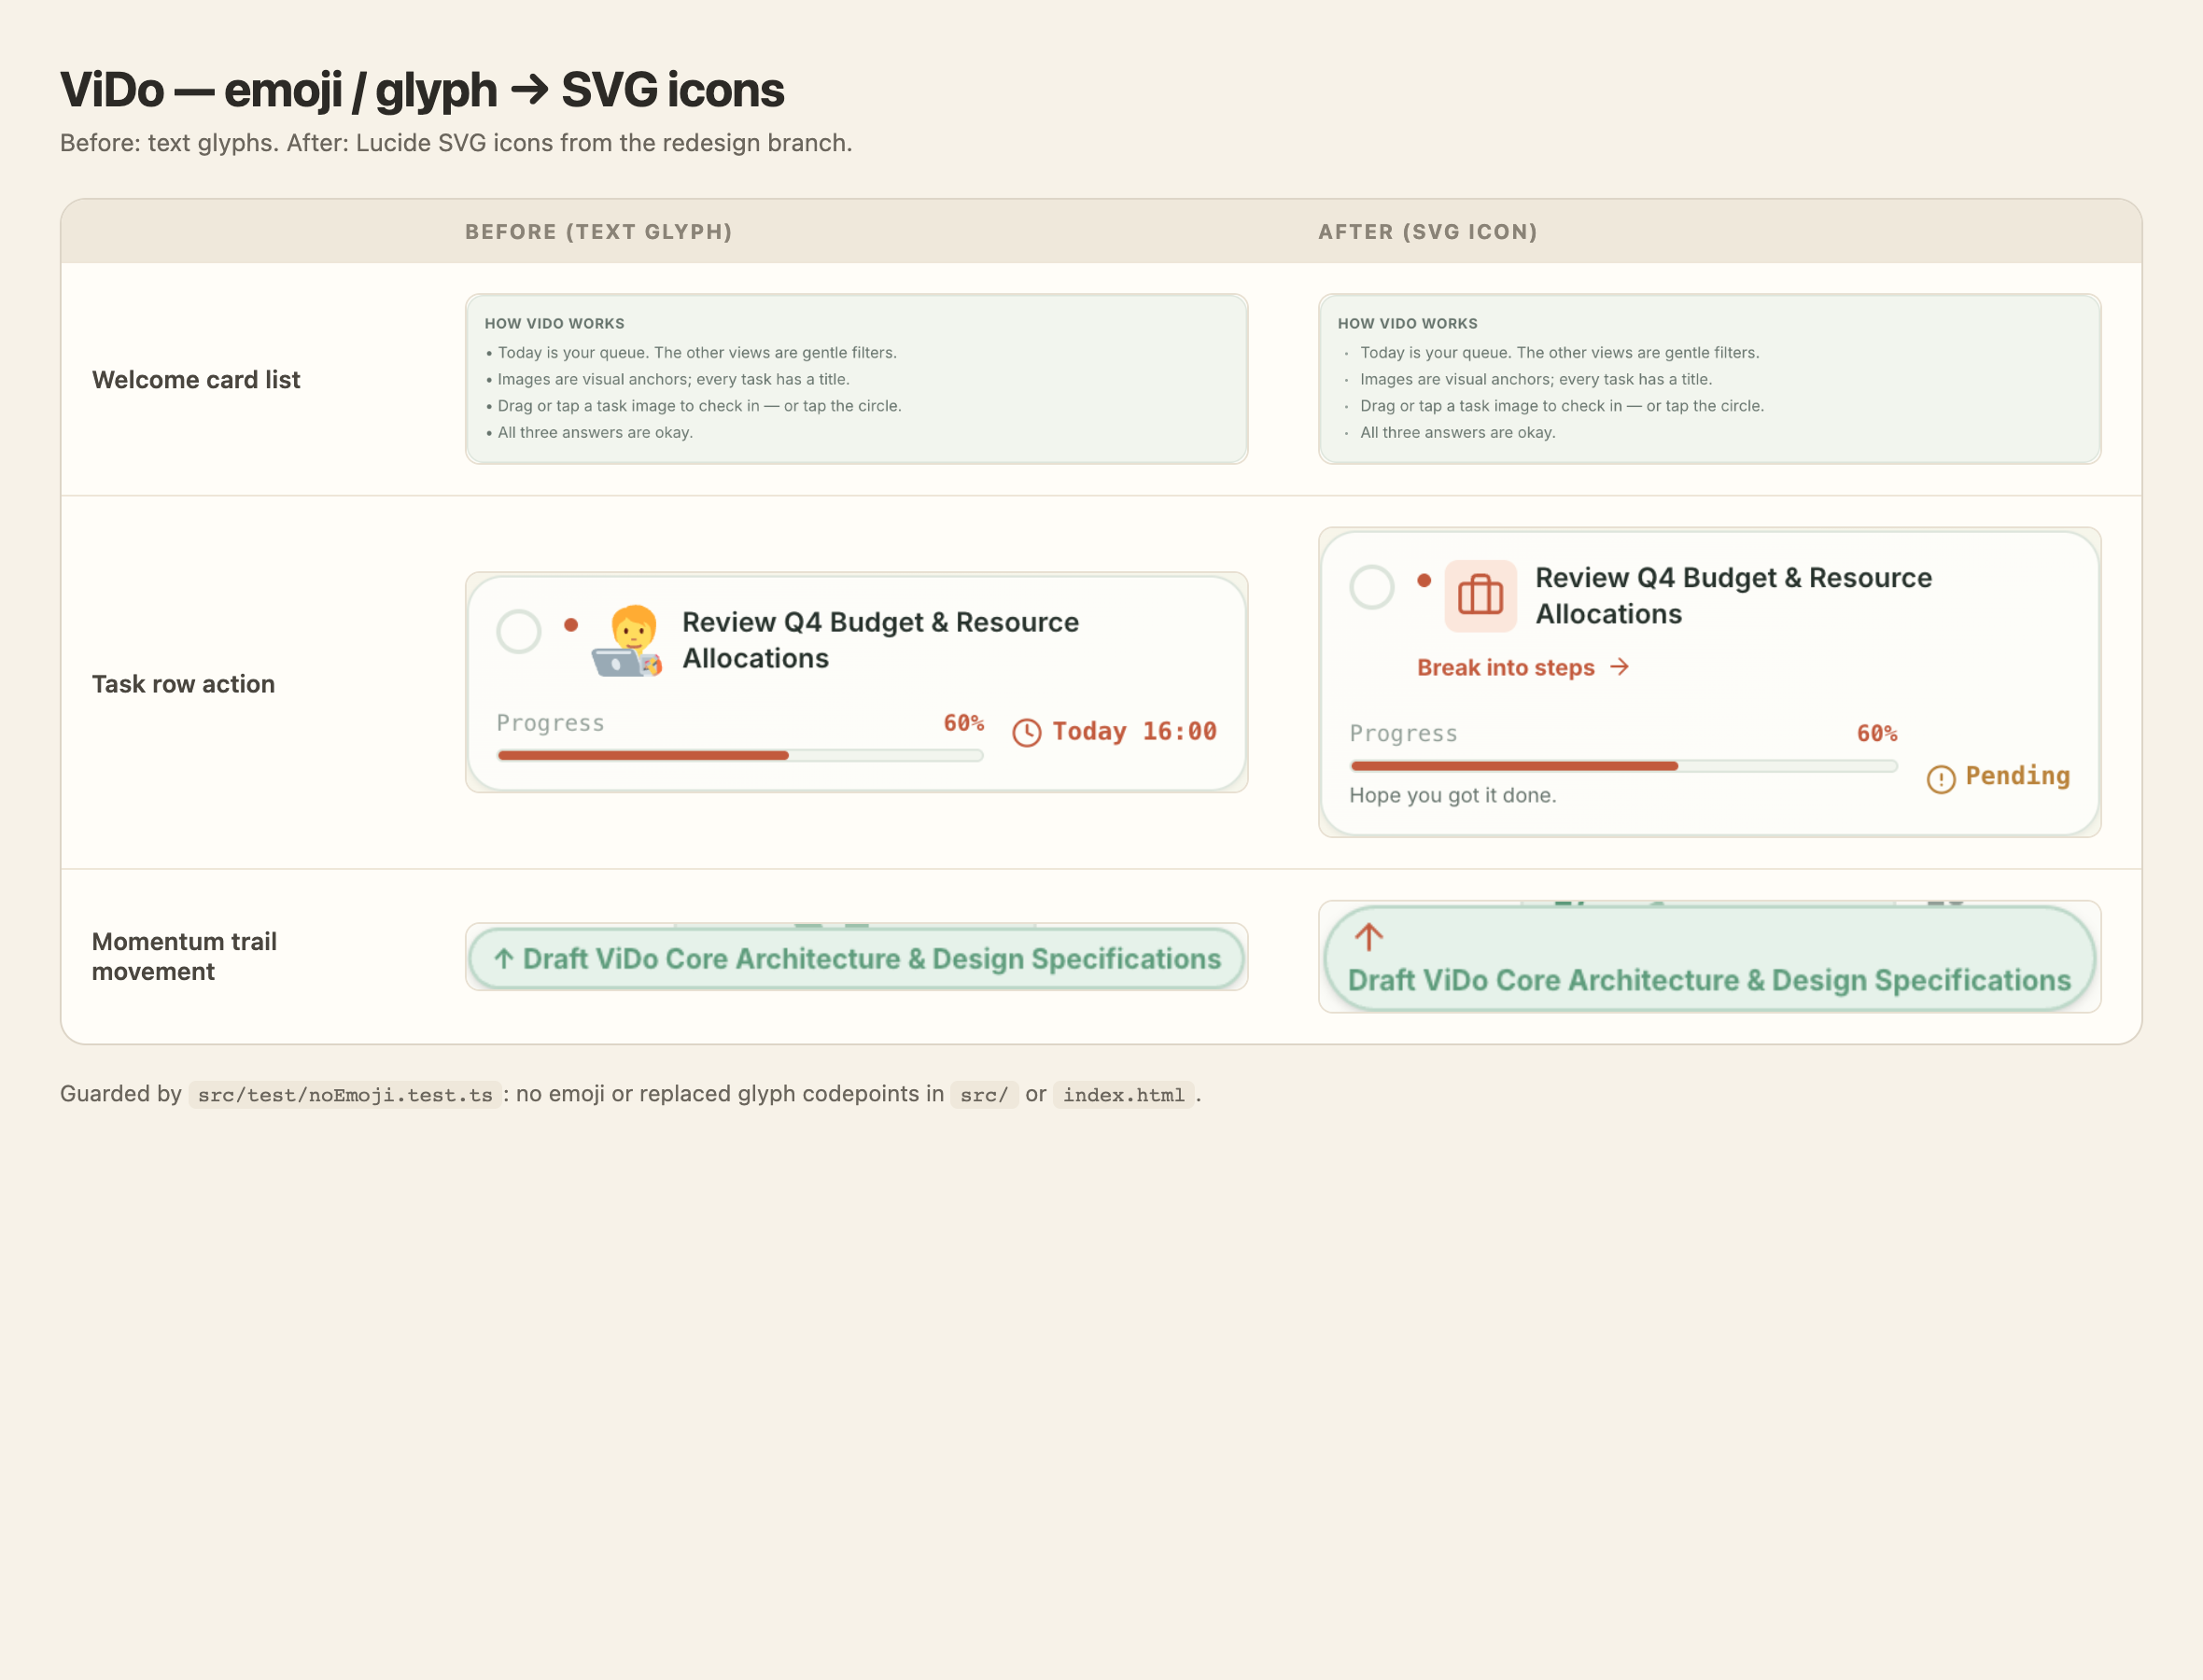 ViDo — emoji / glyph → SVG icons
Before: text glyphs. After: Lucide SVG icons from the redesign branch.
BEFORE (TEXT GLYPH)
AFTER (SVG ICON)
Welcome card list
HOW VIDO WORKS
• Today is your queue. The other views are gentle filters.
• Images are visual anchors; every task has a title.
• Drag or tap a task image to check in — or tap the circle.
• All three answers are okay.
HOW VIDO WORKS
· Today is your queue. The other views are gentle filters.
· Images are visual anchors; every task has a title.
· Drag or tap a task image to check in — or tap the circle.
· All three answers are okay.
Task row action
Review Q4 Budget & Resource
Allocations
Progress 60%
Today 16:00
Review Q4 Budget & Resource
Allocations
Break into steps →
Progress 60%
Pending
Hope you got it done.
Momentum trail
movement
↑ Draft ViDo Core Architecture & Design Specifications
↑
Draft ViDo Core Architecture & Design Specifications
Guarded by src/test/noEmoji.test.ts: no emoji or replaced glyph codepoints in src/ or index.html.